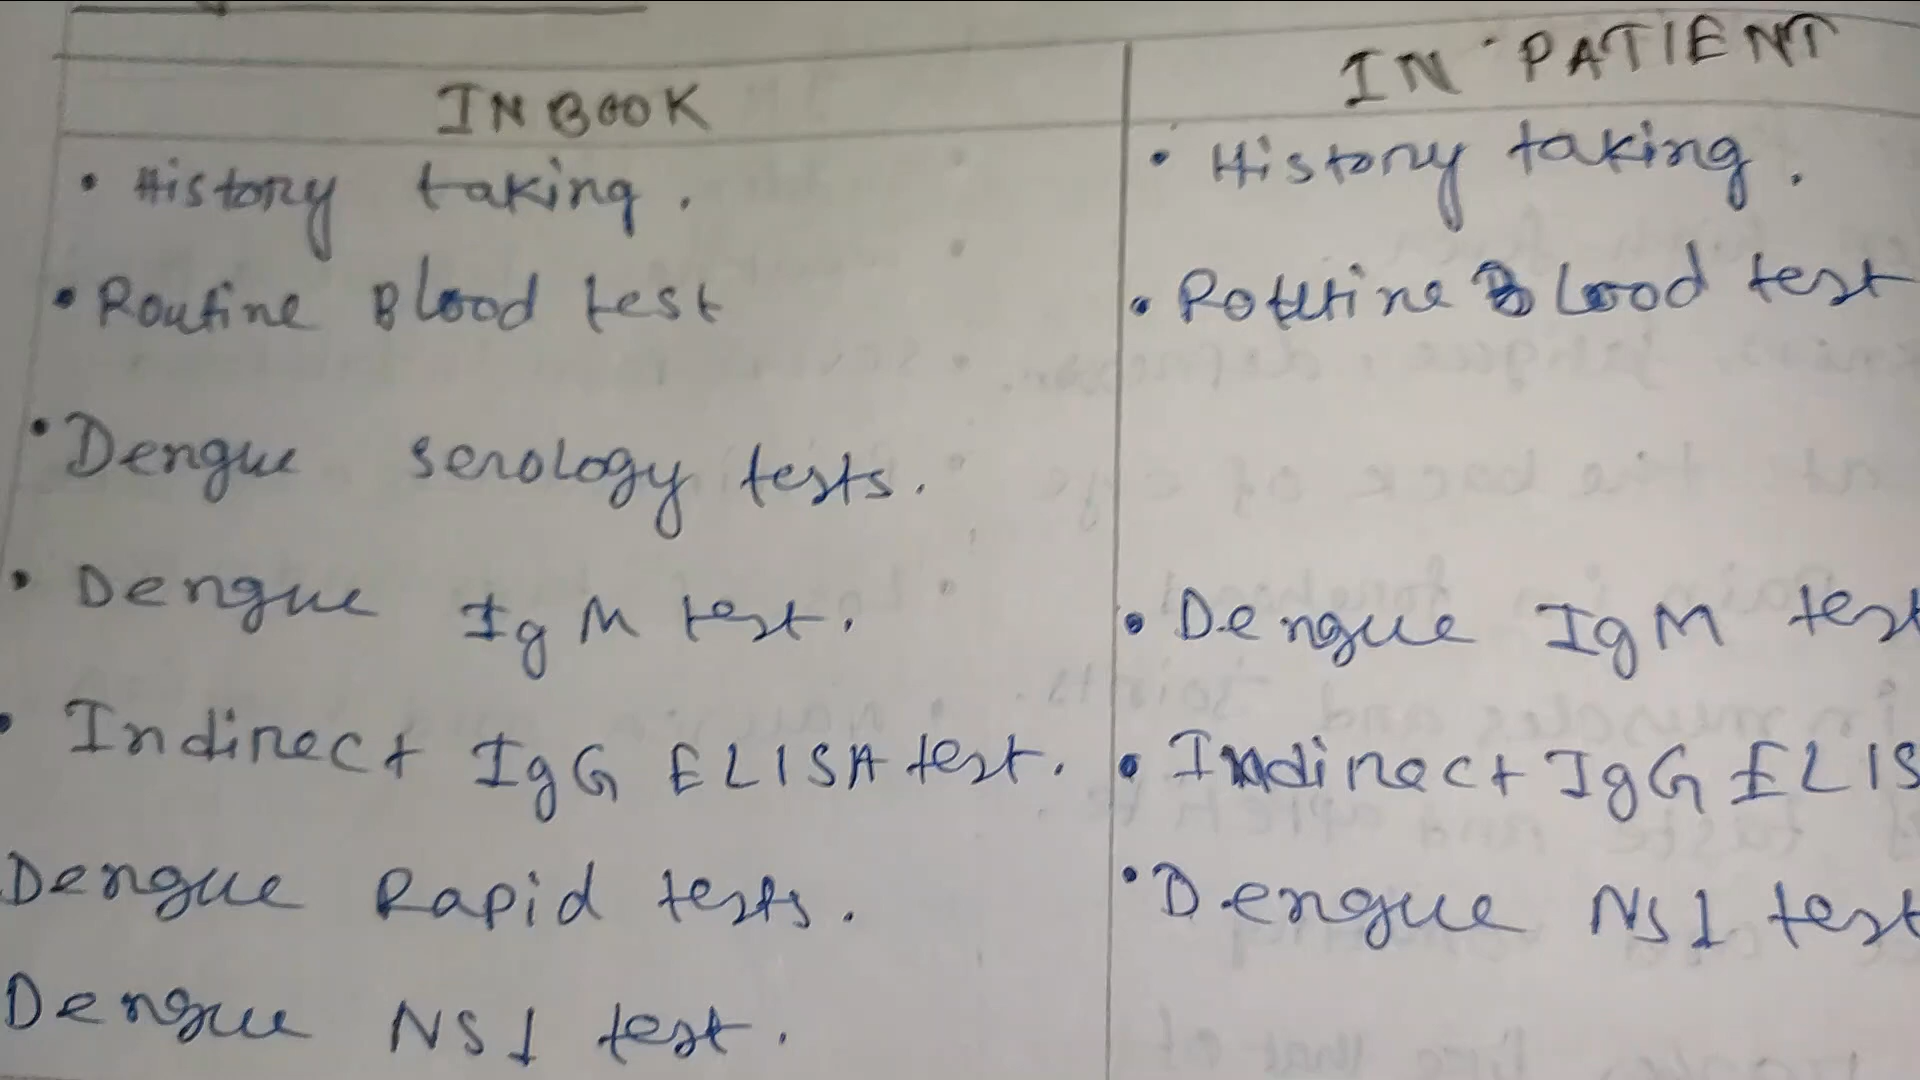 IN BOOK
• History taking.
• Routine Blood test
• Dengue serology tests.
• Dengue IgM test.
• Indirect IgG ELISA test.
Dengue Rapid tests.
Dengue NS1 test.
IN PATIENT
• History taking.
• Routine Blood test
• Dengue IgM test
• Indirect IgG ELIS
• Dengue NS1 test